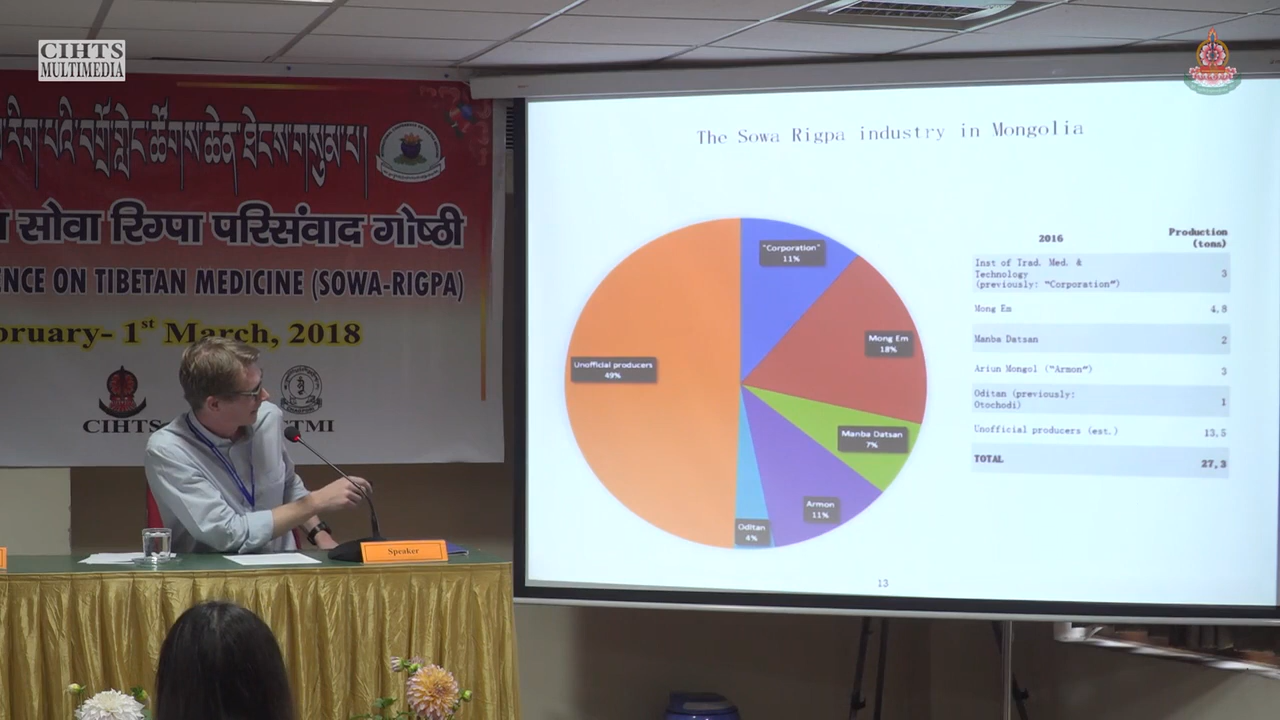 CIHTS
MULTIMEDIA
सोवा रिग्पा परिसंवाद गोष्ठी
ENCE ON TIBETAN MEDICINE (SOWA-RIGPA)
bruary- 1st March, 2018
CIHTS
TMI
Speaker
The Sowa Rigpa industry in Mongolia
"Corporation"
11%
Mong Em
18%
Unofficial producers
49%
Manba Datsan
7%
Armon
11%
Oditan
4%
2016 Production
(tons)
Inst of Trad. Med. &
Technology
(previously: "Corporation") 3
Mong Em 4,8
Manba Datsan 2
Ariun Mongol ("Armon") 3
Oditan (previously:
Otochodi) 1
Unofficial producers (est.) 13,5
TOTAL 27,3
13